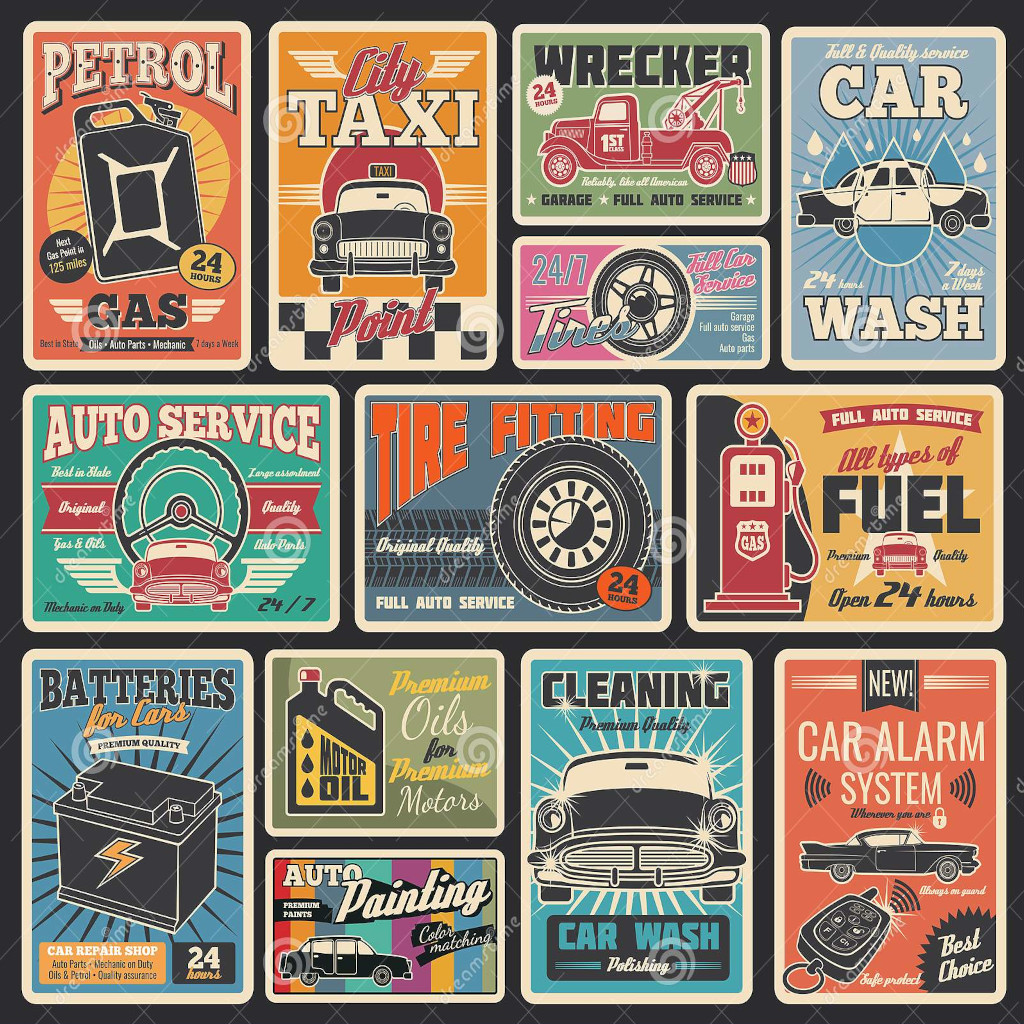 PETROL
Next
Gas Point in
125 miles
24
HOURS
GAS
Best in State
Oils • Auto Parts • Mechanic
7 days a Week
City
TAXI
TAXI
Point
WRECKER
24
HOURS
1ST
CLASS
Reliably, like all American
GARAGE ★ FULL AUTO SERVICE
24/7
Full Car
Service
Tires
Garage
Full auto service
Gas
Auto parts
Full & Quality service
CAR
24 hours
7 days
a Week
WASH
AUTO SERVICE
Best in State
Large assortment
Original
Quality
Gas & Oils
Auto Parts
Mechanic on Duty
24/7
TIRE FITTING
Original Quality
24
HOURS
FULL AUTO SERVICE
FULL AUTO SERVICE
All types of
FUEL
GAS
Premium
Quality
Open 24 hours
BATTERIES
for Cars
PREMIUM QUALITY
CAR REPAIR SHOP
Auto Parts • Mechanic on Duty
Oils & Petrol • Quality assurance
24
hours
Premium
Oils
for
Premium
Motors
MOTOR
OIL
AUTO
Painting
PREMIUM
PAINTS
Color
matching
CLEANING
Premium Quality
CAR WASH
Polishing
NEW!
CAR ALARM
SYSTEM
Wherever you are
Always on guard
Best
Choice
Safe protect
dreamstime